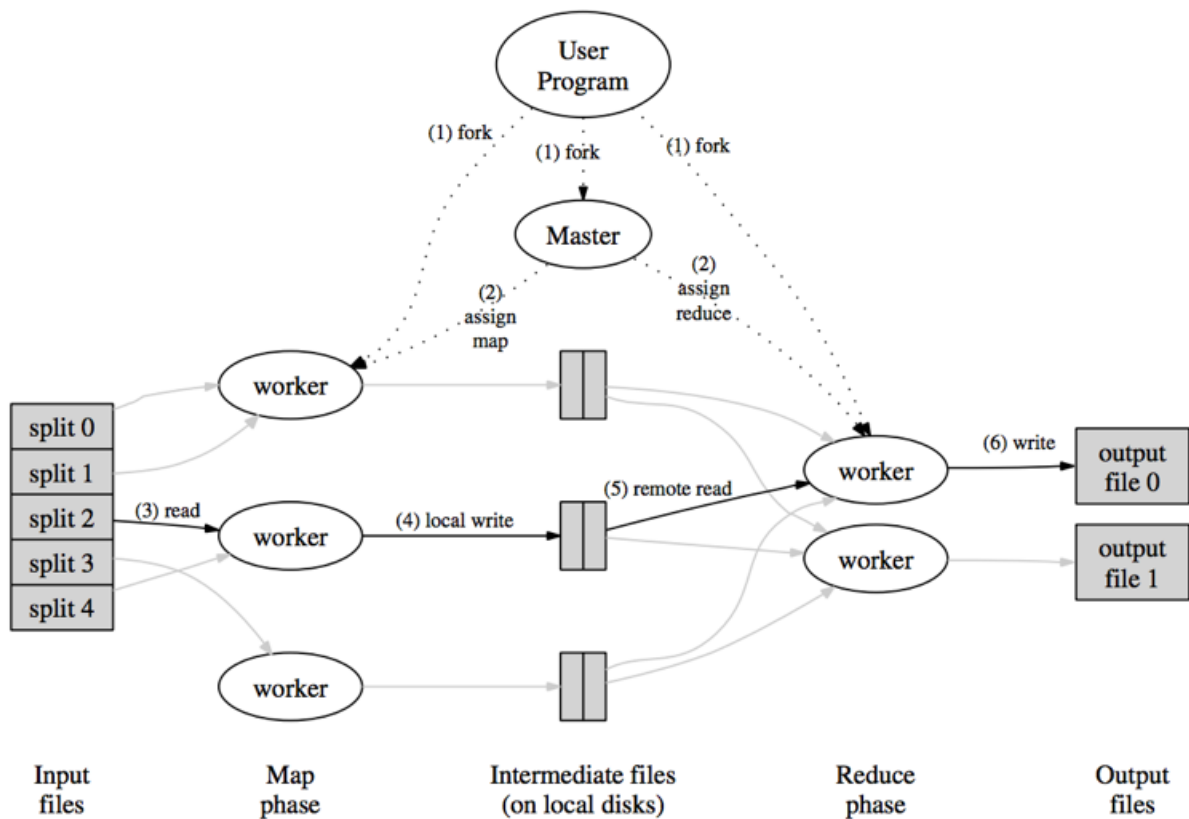 User
Program
(1) fork
(1) fork
(1) fork
Master
(2)
assign
map
(2)
assign
reduce
worker
split 0
split 1
split 2
split 3
split 4
(3) read
worker
(4) local write
(5) remote read
worker
(6) write
output
file 0
worker
output
file 1
worker
Input
files
Map
phase
Intermediate files
(on local disks)
Reduce
phase
Output
files